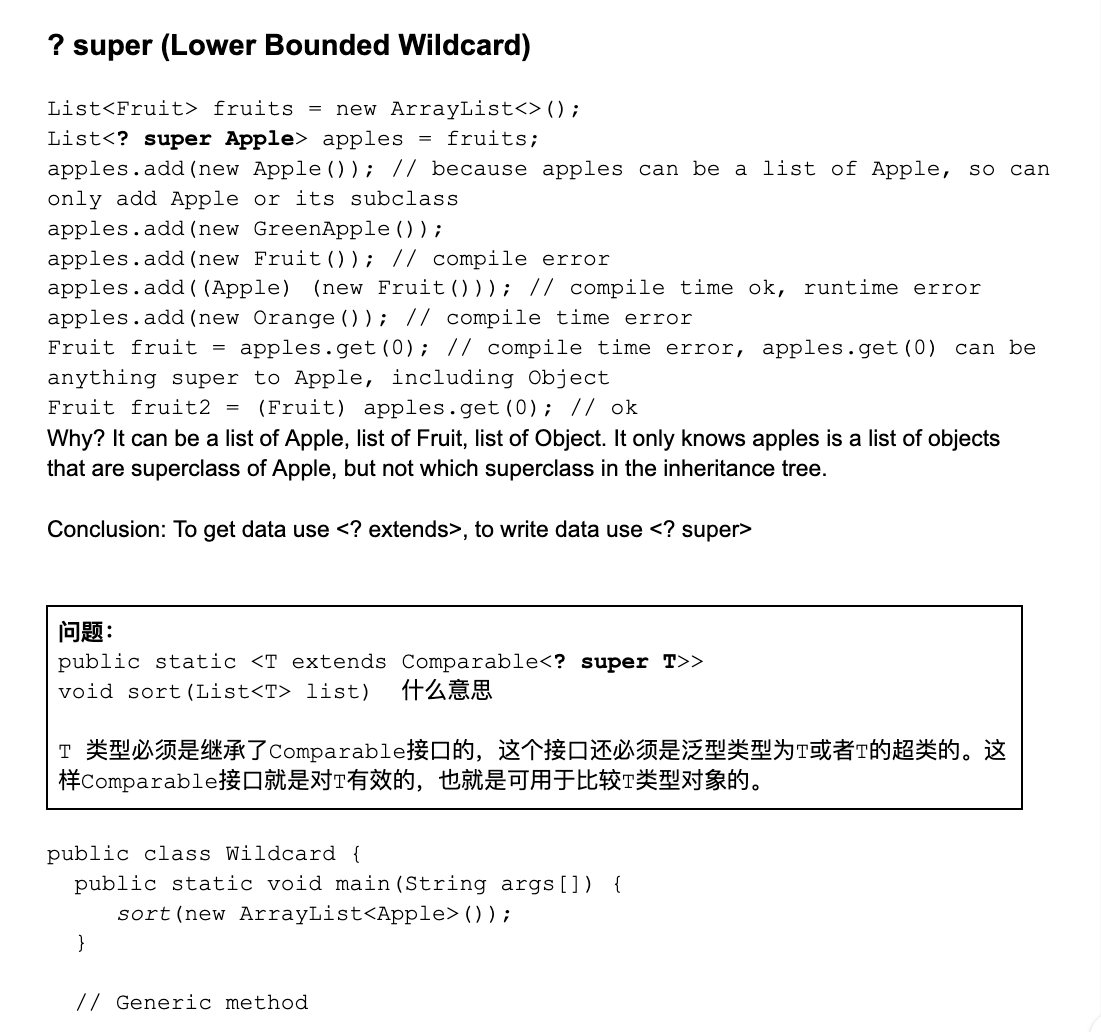 ? super (Lower Bounded Wildcard)
List<Fruit> fruits = new ArrayList<>();
List<? super Apple> apples = fruits;
apples.add(new Apple()); // because apples can be a list of Apple, so can
only add Apple or its subclass
apples.add(new GreenApple());
apples.add(new Fruit()); // compile error
apples.add((Apple) (new Fruit())); // compile time ok, runtime error
apples.add(new Orange()); // compile time error
Fruit fruit = apples.get(0); // compile time error, apples.get(0) can be
anything super to Apple, including Object
Fruit fruit2 = (Fruit) apples.get(0); // ok
Why? It can be a list of Apple, list of Fruit, list of Object. It only knows apples is a list of objects
that are superclass of Apple, but not which superclass in the inheritance tree.
Conclusion: To get data use <? extends>, to write data use <? super>
问题：
public static <T extends Comparable<? super T>>
void sort(List<T> list)  什么意思
T 类型必须是继承了Comparable接口的，这个接口还必须是泛型类型为T或者T的超类的。这
样Comparable接口就是对T有效的，也就是可用于比较T类型对象的。
public class Wildcard {
public static void main(String args[]) {
sort(new ArrayList<Apple>());
}
// Generic method